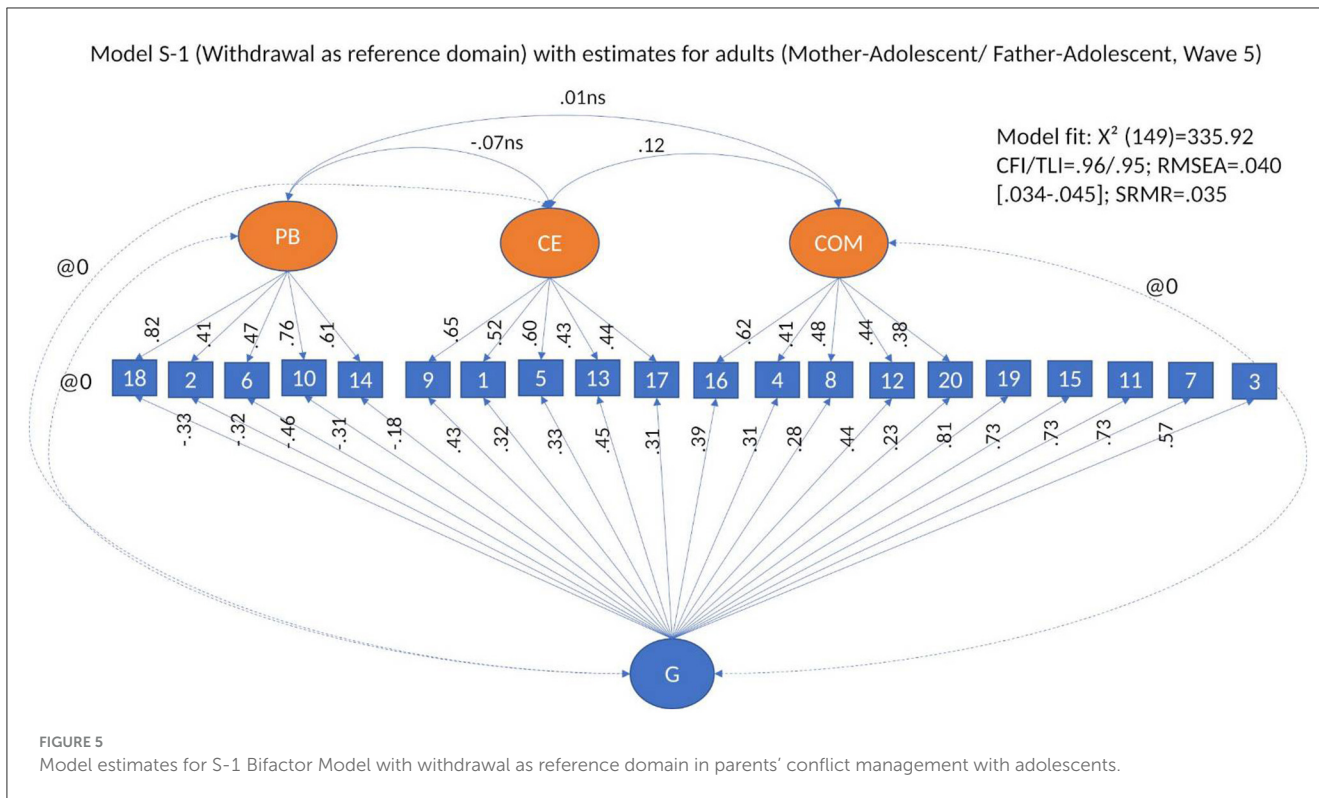 Model S-1 (Withdrawal as reference domain) with estimates for adults (Mother-Adolescent/ Father-Adolescent, Wave 5)
.01ns
-.07ns
.12
Model fit: X² (149)=335.92
CFI/TLI=.96/.95; RMSEA=.040
[.034-.045]; SRMR=.035
PB
CE
COM
@0
@0
.82 .41 .47 .76 .61 .65 .52 .60 .43 .44 .62 .41 .48 .44 .38
@0
18 2 6 10 14 9 1 5 13 17 16 4 8 12 20 19 15 11 7 3
-.33 -.32 -.46 -.31 -.18 .43 .32 .33 .45 .31 .39 .31 .28 .44 .23 .81 .73 .73 .73 .57
G
FIGURE 5
Model estimates for S-1 Bifactor Model with withdrawal as reference domain in parents' conflict management with adolescents.